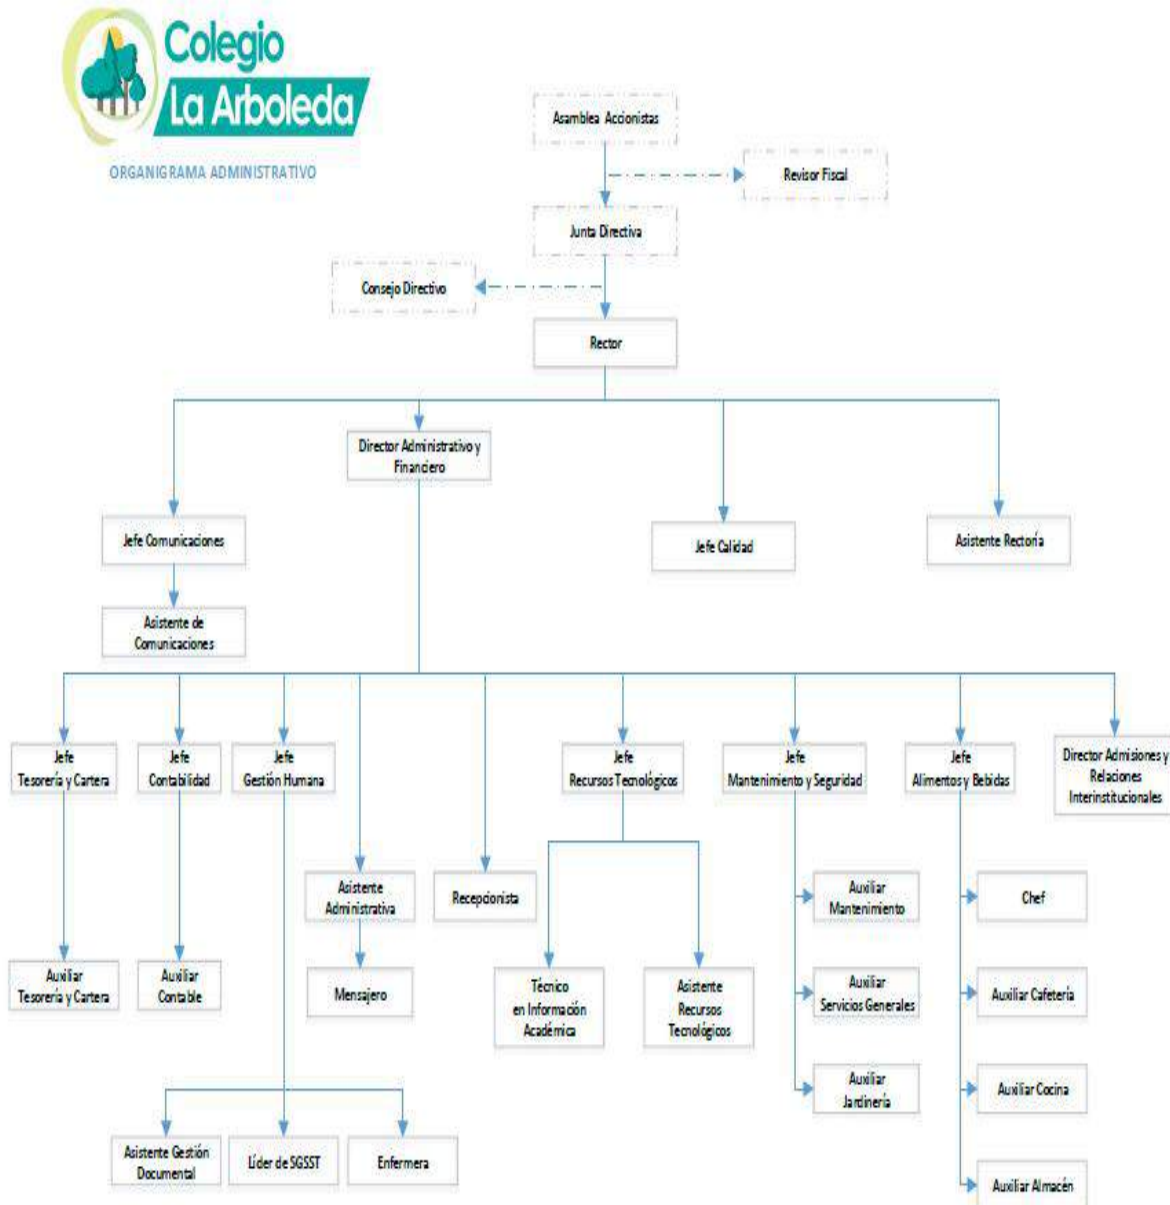 Colegio
La Arboleda
ORGANIGRAMA ADMINISTRATIVO
Asamblea Accionistas
Revisor Fiscal
Junta Directiva
Consejo Directivo
Rector
Director Administrativo y
Financiero
Jefe Comunicaciones
Jefe Calidad
Asistente Rectoría
Asistente de
Comunicaciones
Jefe
Tesorería y Cartera
Jefe
Contabilidad
Jefe
Gestión Humana
Jefe
Recursos Tecnológicos
Jefe
Mantenimiento y Seguridad
Jefe
Alimentos y Bebidas
Director Admisiones y
Relaciones
Interinstitucionales
Asistente
Administrativa
Recepcionista
Auxiliar
Mantenimiento
Chef
Auxiliar
Tesorería y Cartera
Auxiliar
Contable
Mensajero
Técnico
en Información
Académica
Asistente
Recursos
Tecnológicos
Auxiliar
Servicios Generales
Auxiliar Cafetería
Auxiliar
Jardinería
Auxiliar Cocina
Asistente Gestión
Documental
Líder de SGSST
Enfermera
Auxiliar Almacén